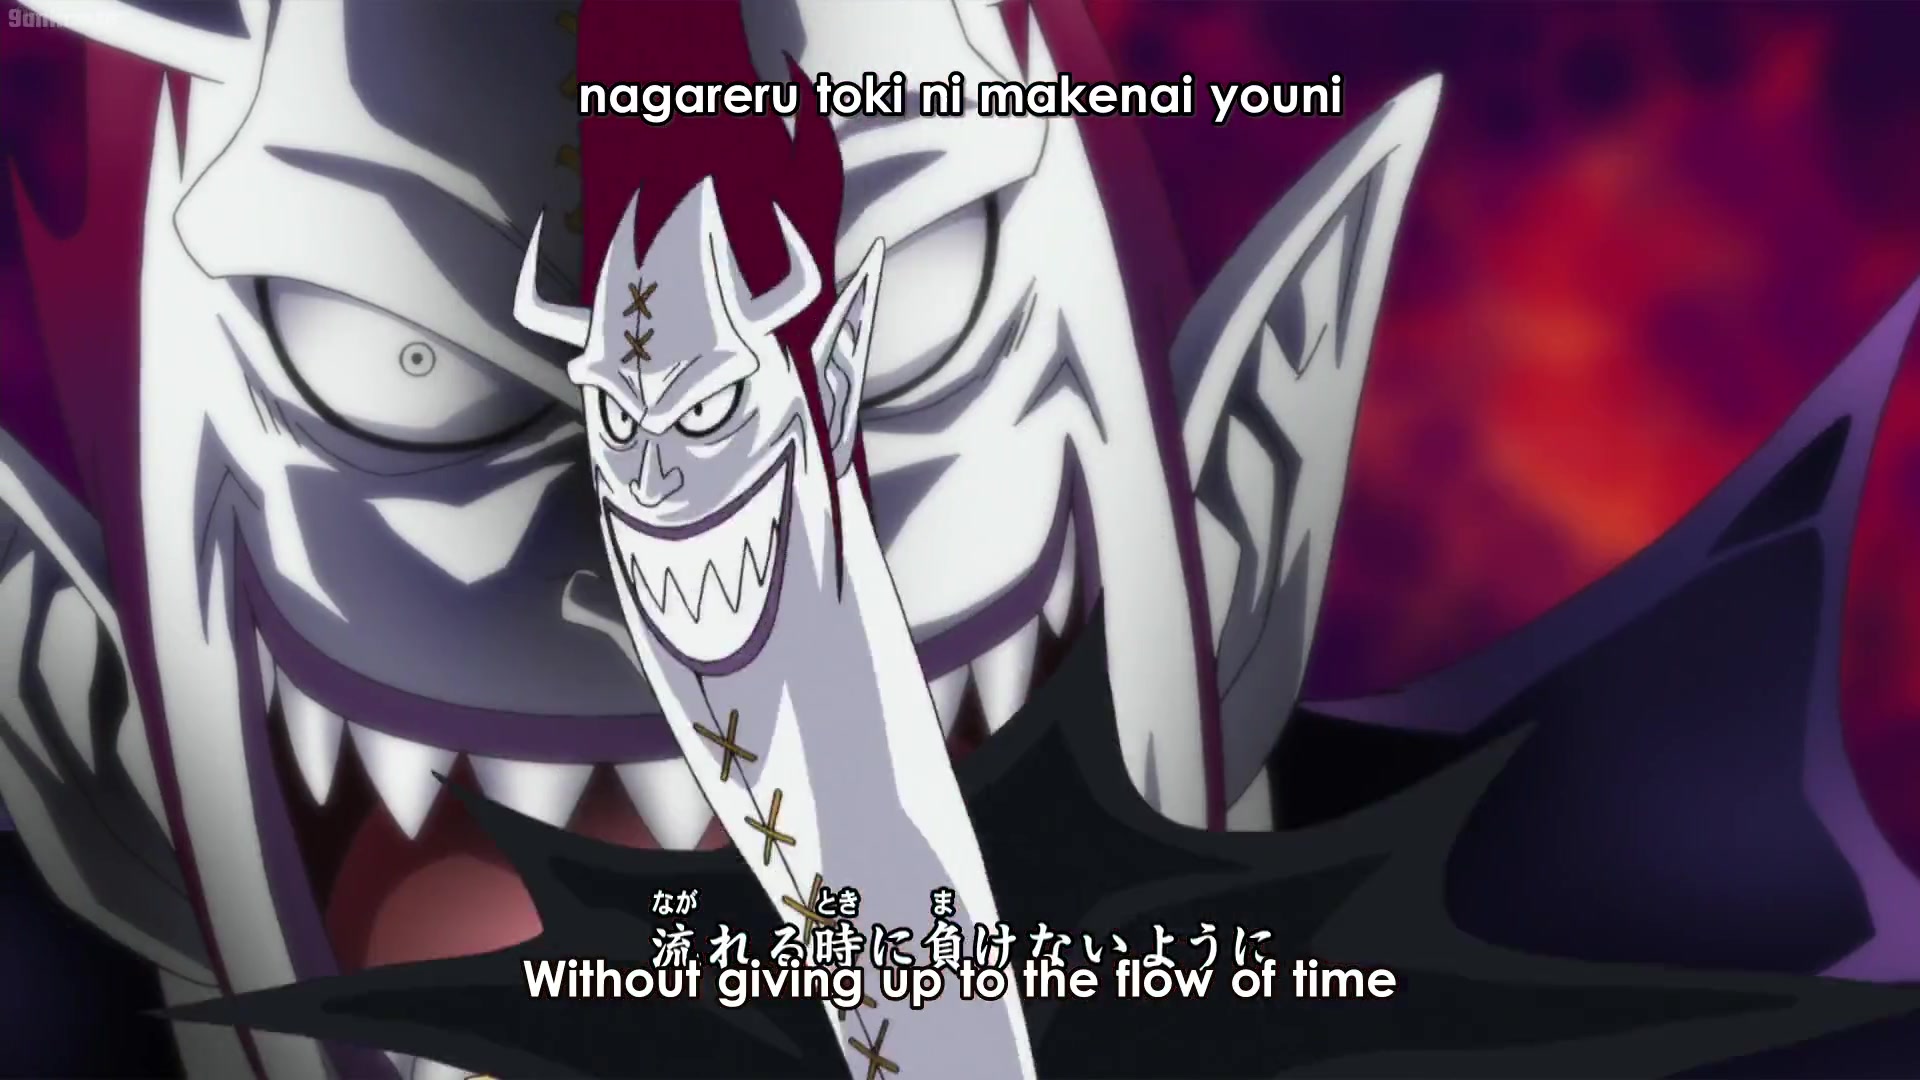 nagareru toki ni makenai youni
なが とき ま
流れる時に負けないように
Without giving up to the flow of time